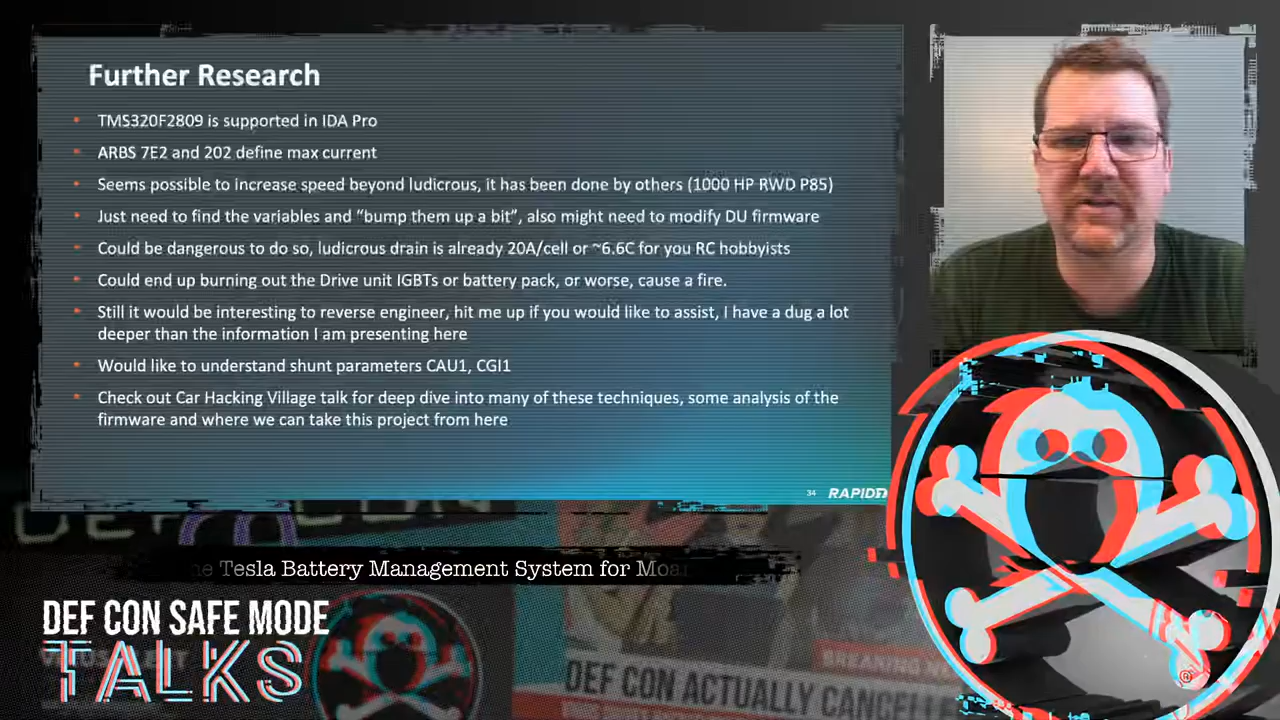 Further Research
• TMS320F2809 is supported in IDA Pro
• ARBS 7E2 and 202 define max current
• Seems possible to increase speed beyond ludicrous, it has been done by others (1000 HP RWD P85)
• Just need to find the variables and “bump them up a bit”, also might need to modify DU firmware
• Could be dangerous to do so, ludicrous drain is already 20A/cell or ~6.6C for you RC hobbyists
• Could end up burning out the Drive unit IGBTs or battery pack, or worse, cause a fire.
• Still it would be interesting to reverse engineer, hit me up if you would like to assist, I have a dug a lot
deeper than the information I am presenting here
• Would like to understand shunt parameters CAU1, CGI1
• Check out Car Hacking Village talk for deep dive into many of these techniques, some analysis of the
firmware and where we can take this project from here
34
DEF CON
Tesla Battery Management System for
DEF CON SAFE MODE
TALKS
BREAKING
DEF CON ACTUALLY
®